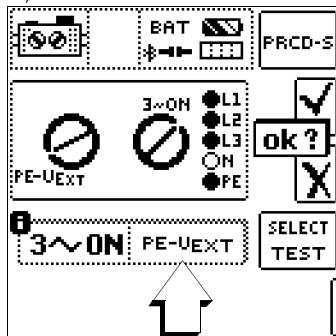 BAT
PRCD-S
3~ON
L1
L2
L3
N
PE
PE-UEXT
ok ?
i
3~ON PE-UEXT
SELECT
TEST